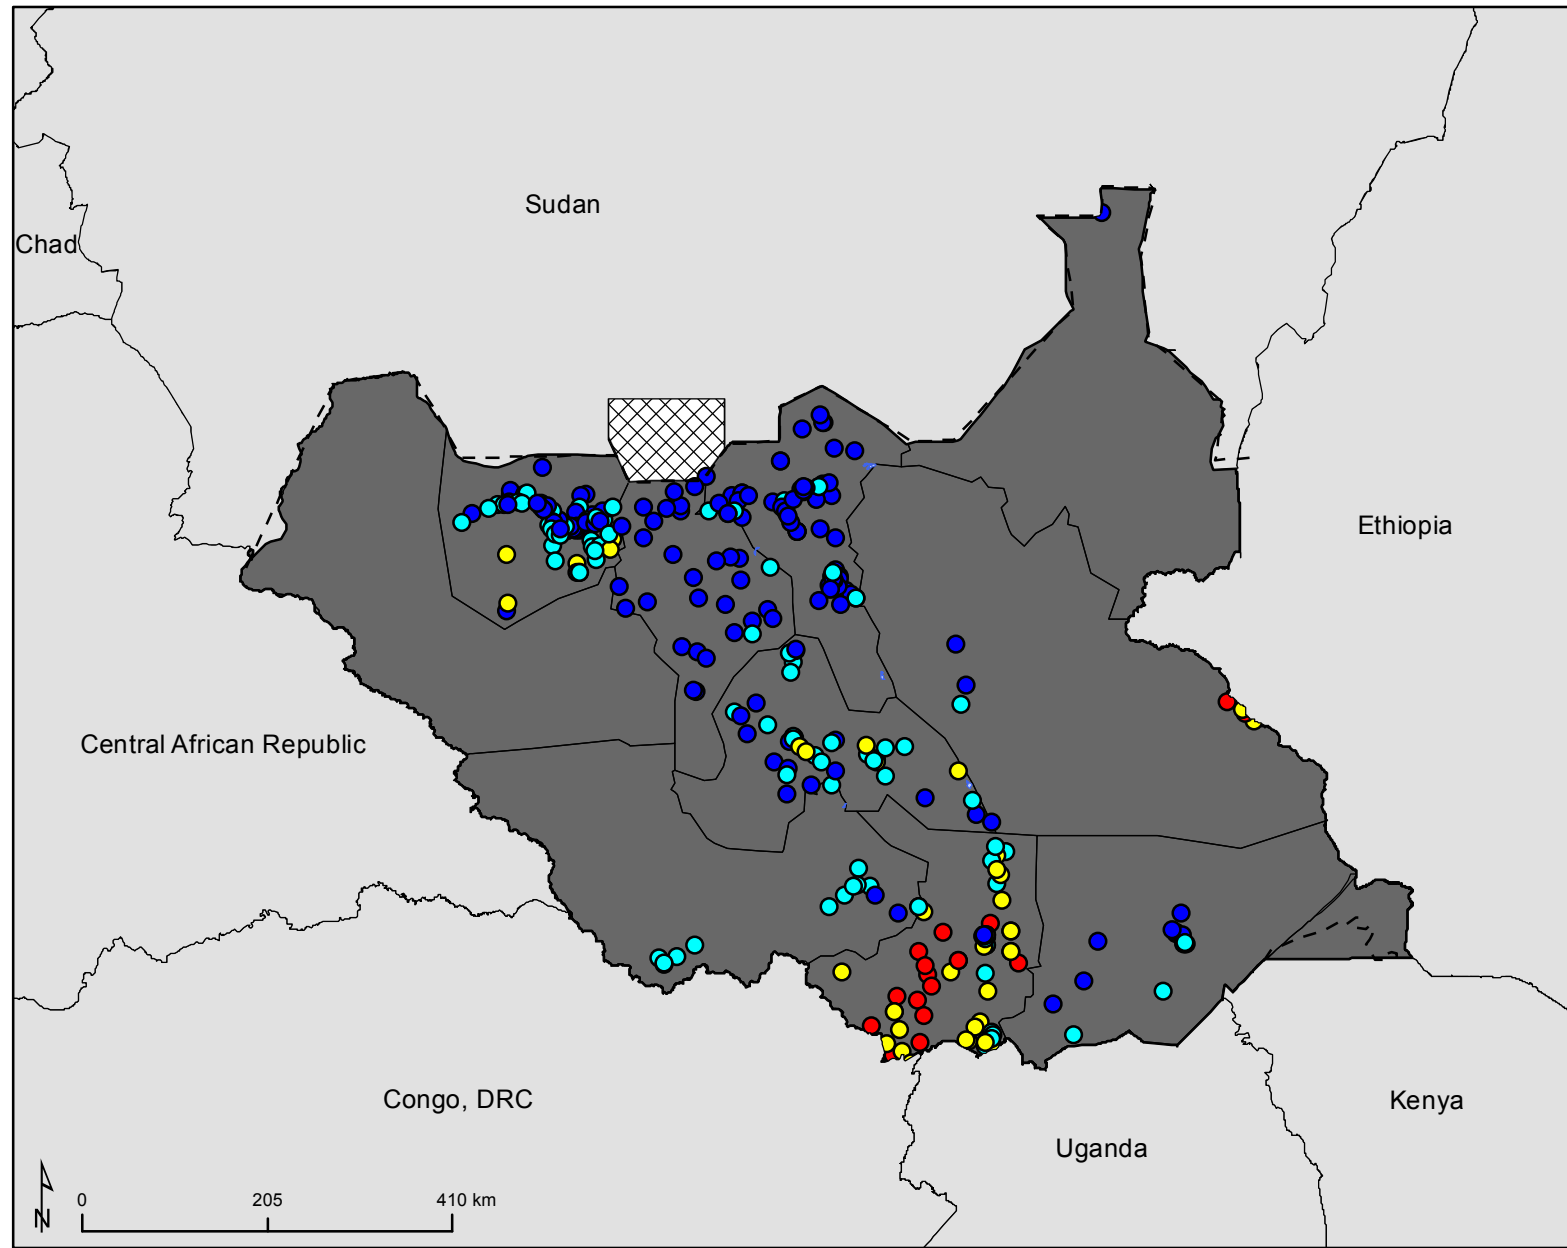 Sudan
Chad
Ethiopia
Central African Republic
Congo, DRC
Kenya
Uganda
N
0 205 410 km